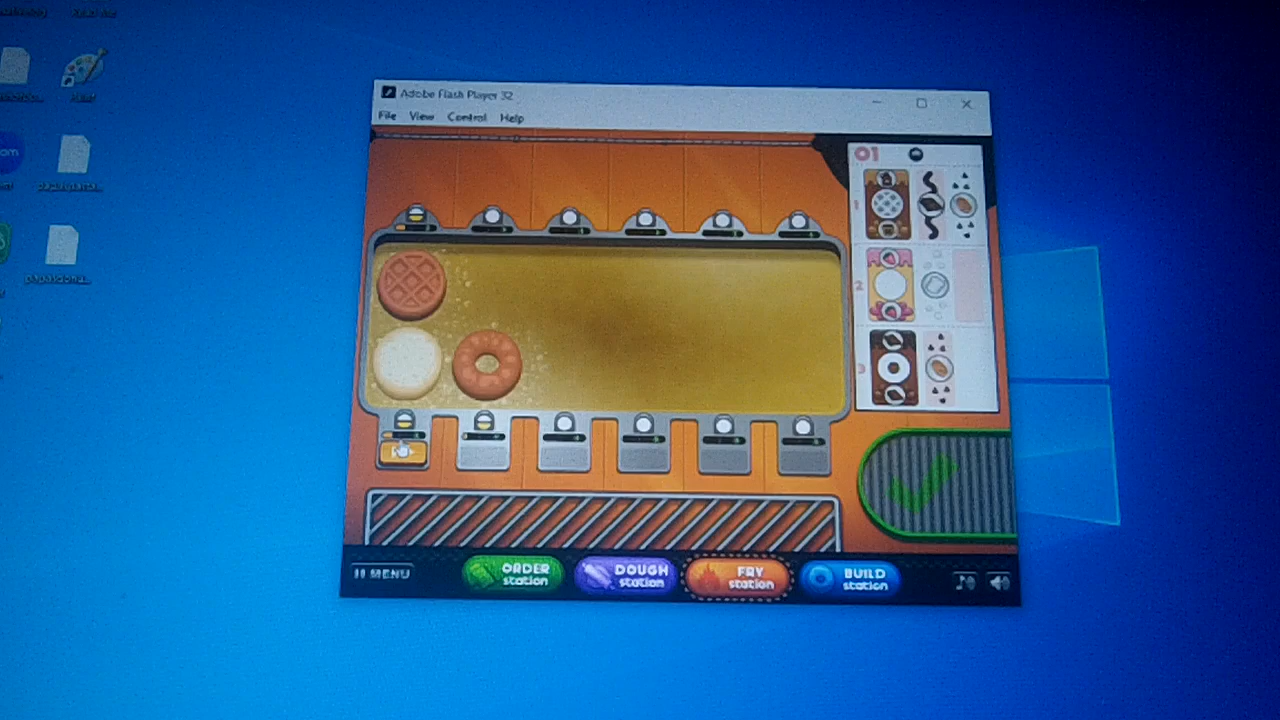 Adobe Flash Player 32
File View Control Help
01
1
2
3
MENU
ORDER
station
DOUGH
station
FRY
station
BUILD
station